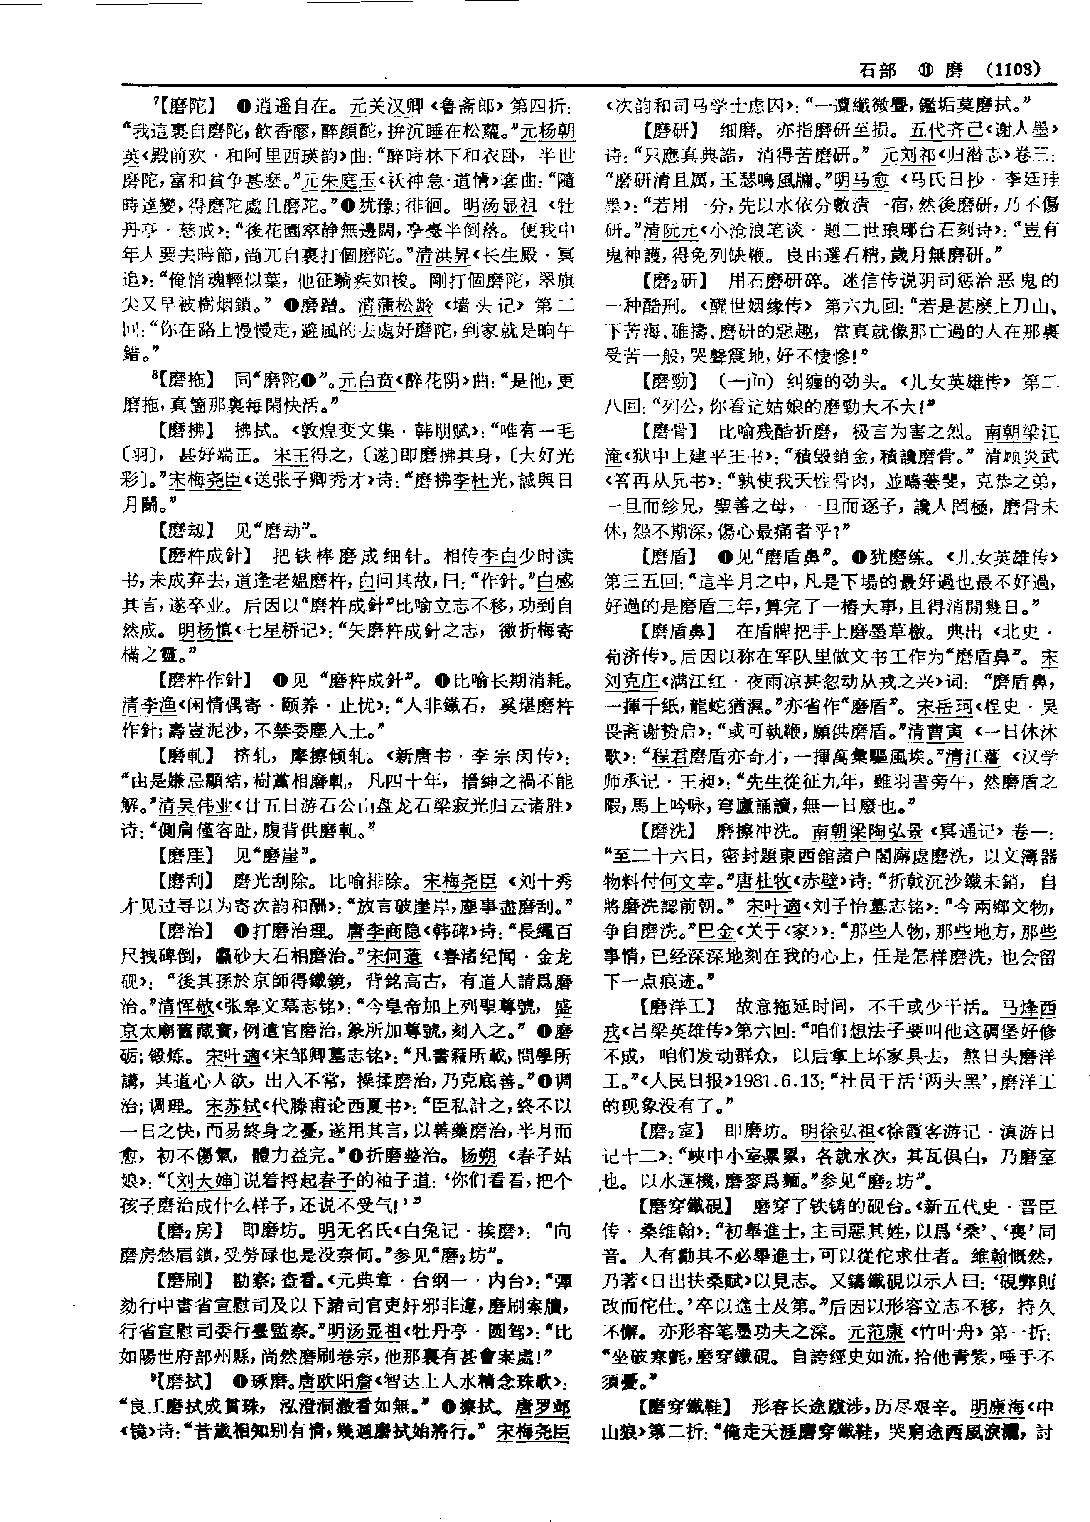 石部 ⑪ 磨 (1103)
⁷【磨陀】 ❶逍遥自在。元关汉卿《鲁斋郎》第四折：
“我這裏自磨陀，飲香醪，醉顔酡，拚沉睡在松蘿。”元杨朝
英《殿前欢·和阿里西瑛韵》曲：“醉時林下和衣卧，半世
磨陀，富和貧争甚麽。”元朱庭玉《祆神急·道情》套曲：“隨
時達變，得磨陀處且磨陀。”❷犹豫；徘徊。明汤显祖《牡
丹亭·慈戒》：“後花園窣静無邊闊，亭臺半倒落。便我中
年人要去時節，尚兀自裏打個磨陀。”清洪昇《长生殿·冥
追》：“俺悄魂輕似葉，他征騎疾如梭。剛打個磨陀，翠旗
尖又早被樹烟鎖。”❸磨蹭。清蒲松龄《墙头记》第二
回：“你在路上慢慢走，避風的去處好磨陀，到家就是晌午
錯。”
⁸【磨拖】 同“磨陀❶”。元白贲《醉花阴》曲：“是他，更
磨拖，真箇那裏每閑快活。”
【磨拂】 拂拭。《敦煌变文集·韩朋赋》：“唯有一毛
〔羽〕，甚好端正。宋王得之，〔遂〕即磨拂其身，〔大好光
彩〕。”宋梅尧臣《送张子卿秀才》诗：“磨拂李杜光，誠與日
月鬭。”
【磨刼】 见“磨劫”。
【磨杵成針】 把铁棒磨成细针。相传李白少时读
书，未成弃去，道逢老媪磨杵，白问其故，曰：“作針。”白感
其言，遂卒业。后因以“磨杵成針”比喻立志不移，功到自
然成。明杨慎《七星桥记》：“矢磨杵成針之志，徵折梅寄
橘之靈。”
【磨杵作針】 ❶见“磨杵成針”。❷比喻长期消耗。
清李渔《闲情偶寄·颐养·止忧》：“人非鐵石，奚堪磨杵
作針；壽豈泥沙，不禁委塵入土。”
【磨軋】 挤轧，摩擦倾轧。《新唐书·李宗闵传》：
“由是嫌忌顯結，樹黨相磨軋，凡四十年，搢紳之禍不能
解。”清吴伟业《廿五日游石公山盘龙石梁寂光归云诸胜》
诗：“側肩僅容趾，腹背供磨軋。”
【磨厓】 见“磨崖”。
【磨刮】 磨光刮除。比喻排除。宋梅尧臣《刘十秀
才见过寻以为寄次韵和酬》：“放言破崖岸，塵事盡磨刮。”
【磨治】 ❶打磨治理。唐李商隐《韩碑》诗：“長繩百
尺拽碑倒，麤砂大石相磨治。”宋何薳《春渚纪闻·金龙
砚》：“後其孫於京師得鐵鏡，背銘高古，有道人請爲磨
治。”清恽敬《张皋文墓志铭》：“今皇帝加上列聖尊號，盛
京太廟舊藏寳，例遣官磨治，篆所加尊號，刻入之。”❷磨
砺；锻炼。宋叶適《宋邹卿墓志铭》：“凡書籍所載，問學所
講，其道心人欲，出入不常，操揉磨治，乃克底善。”❸调
治；调理。宋苏轼《代滕甫论西夏书》：“臣私計之，終不以
一日之快，而易終身之憂，遂用其言，以善藥磨治，半月而
愈，初不傷氣，體力益完。”❹折磨整治。杨朔《春子姑
娘》：“〔刘大婶〕说着捋起春子的袖子道：‘你们看看，把个
孩子磨治成什么样子，还说不受气！’”
【磨₂房】 即磨坊。明无名氏《白兔记·挨磨》：“向
磨房愁眉鎖，受劳碌也是没奈何。”参见“磨₂坊”。
【磨刷】 勘察；查看。《元典章·台纲一·内台》：“彈
劾行中書省宣慰司及以下諸司官吏奸邪非違，磨刷案牘，
行省宣慰司委行臺監察。”明汤显祖《牡丹亭·圆驾》：“比
如陽世府部州縣，尚然磨刷卷宗，他那裏有甚會案處！”
⁹【磨拭】 ❶琢磨。唐欧阳詹《智达上人水精念珠歌》：
“良工磨拭成貫珠，泓澄洞澈看如無。”❷擦拭。唐罗邺
《镜》诗：“昔歲相知别有情，幾迴磨拭始將行。”宋梅尧臣
《次韵和司马学士虑囚》：“一瀆纖微舋，鑑垢莫磨拭。”
【磨研】 细磨。亦指磨研至损。五代齐己《谢人墨》
诗：“只應真典誥，消得苦磨研。”元刘祁《归潜志》卷三：
“磨研清且厲，玉瑟鳴風牖。”明马愈《马氏日抄·李廷珪
墨》：“若用一分，先以水依分數漬一宿，然後磨研，乃不傷
研。”清阮元《小沧浪笔谈·题二世琅邪台石刻诗》：“豈有
鬼神護，得免列缺鞭。良由選石精，歲月無磨研。”
【磨₂研】 用石磨研碎。迷信传说阴司惩治恶鬼的
一种酷刑。《醒世姻缘传》第六九回：“若是甚麽上刀山、
下苦海、碓搗、磨研的惡趣，當真就像那亡過的人在那裏
受苦一般，哭聲震地，好不悽慘！”
【磨勁】 （—jìn）纠缠的劲头。《儿女英雄传》第二
八回：“列公，你看這姑娘的磨勁大不大！”
【磨骨】 比喻残酷折磨，极言为害之烈。南朝梁江
淹《狱中上建平王书》：“積毀銷金，積讒磨骨。”清顾炎武
《答再从兄书》：“孰使我天性骨肉，並畴萋斐，克恭之弟，
一旦而紾兄，聖善之母，一旦而逐子，讒人罔極，磨骨未
休，怨不期深，傷心最痛者乎？”
【磨盾】 ❶见“磨盾鼻”。❷犹磨练。《儿女英雄传》
第三五回：“這半月之中，凡是下場的最好過也最不好過，
好過的是磨盾三年，算完了一樁大事，且得消閒幾日。”
【磨盾鼻】 在盾牌把手上磨墨草檄。典出《北史·
荀济传》。后因以称在军队里做文书工作为“磨盾鼻”。宋
刘克庄《满江红·夜雨凉甚忽动从戎之兴》词：“磨盾鼻，
一揮千紙，龍蛇猶濕。”亦省作“磨盾”。宋岳珂《桯史·吴
畏斋谢贽启》：“或可執鞭，願供磨盾。”清曹寅《一日休沐
歌》：“程君磨盾亦奇才，一揮萬彙驅風埃。”清江藩《汉学
师承记·王昶》：“先生從征九年，雖羽書旁午，然磨盾之
暇，馬上吟咏，穹廬誦讀，無一日廢也。”
【磨洗】 磨擦冲洗。南朝梁陶弘景《冥通记》卷一：
“至二十六日，密封題東西館諸户閣廨處磨洗，以文簿器
物料付何文幸。”唐杜牧《赤壁》诗：“折戟沉沙鐵未銷，自
將磨洗認前朝。”宋叶適《刘子怡墓志铭》：“今兩鄉文物，
争自磨洗。”巴金《关于〈家〉》：“那些人物，那些地方，那些
事情，已经深深地刻在我的心上，任是怎样磨洗，也会留
下一点痕迹。”
【磨洋工】 故意拖延时间，不干或少干活。马烽西
戎《吕梁英雄传》第六回：“咱们想法子要叫他这碉堡好修
不成，咱们发动群众，以后拿上坏家具去，熬日头磨洋
工。”《人民日报》1981.6.13：“社员干活‘两头黑’，磨洋工
的现象没有了。”
【磨₂室】 即磨坊。明徐弘祖《徐霞客游记·滇游日
记十二》：“峽中小室纍纍，各就水次，其瓦俱白，乃磨室
也。以水運機，磨麥爲麵。”参见“磨₂坊”。
【磨穿鐵硯】 磨穿了铁铸的砚台。《新五代史·晋臣
传·桑维翰》：“初舉進士，主司惡其姓，以爲‘桑’、‘喪’同
音。人有勸其不必舉進士，可以從佗求仕者。維翰慨然，
乃著《日出扶桑賦》以見志。又鑄鐵硯以示人曰：‘硯弊則
改而佗仕。’卒以進士及第。”后因以形容立志不移，持久
不懈。亦形容笔墨功夫之深。元范康《竹叶舟》第一折：
“坐破寒氈，磨穿鐵硯。自誇經史如流，拾他青紫，唾手不
須憂。”
【磨穿鐵鞋】 形容长途跋涉，历尽艰辛。明康海《中
山狼》第二折：“俺走天涯磨穿鐵鞋，哭窮途西風淚灑，討